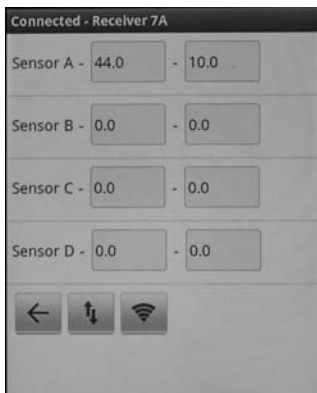 Connected - Receiver 7A
Sensor A - 44.0 - 10.0
Sensor B - 0.0 - 0.0
Sensor C - 0.0 - 0.0
Sensor D - 0.0 - 0.0